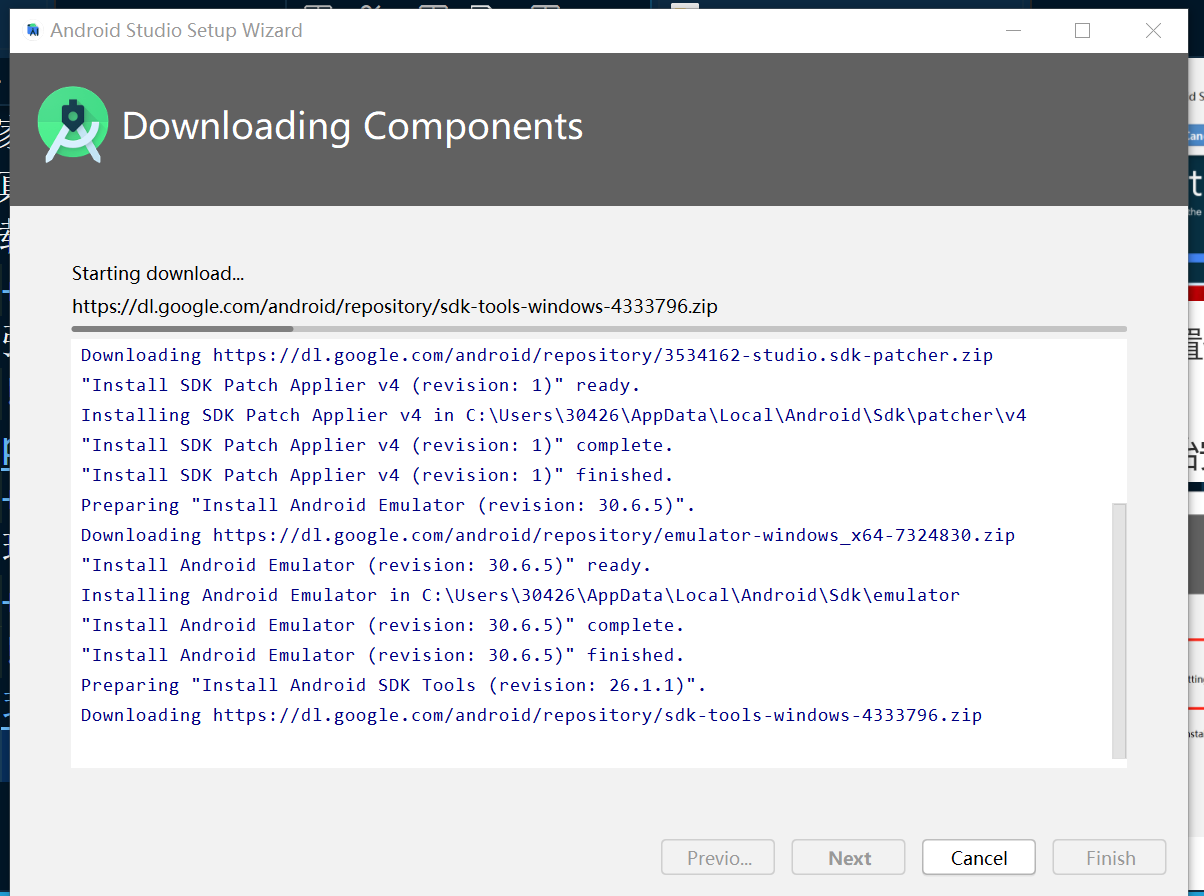 Android Studio Setup Wizard
Downloading Components
Starting download...
https://dl.google.com/android/repository/sdk-tools-windows-4333796.zip
Downloading https://dl.google.com/android/repository/3534162-studio.sdk-patcher.zip
"Install SDK Patch Applier v4 (revision: 1)" ready.
Installing SDK Patch Applier v4 in C:\Users\30426\AppData\Local\Android\Sdk\patcher\v4
"Install SDK Patch Applier v4 (revision: 1)" complete.
"Install SDK Patch Applier v4 (revision: 1)" finished.
Preparing "Install Android Emulator (revision: 30.6.5)".
Downloading https://dl.google.com/android/repository/emulator-windows_x64-7324830.zip
"Install Android Emulator (revision: 30.6.5)" ready.
Installing Android Emulator in C:\Users\30426\AppData\Local\Android\Sdk\emulator
"Install Android Emulator (revision: 30.6.5)" complete.
"Install Android Emulator (revision: 30.6.5)" finished.
Preparing "Install Android SDK Tools (revision: 26.1.1)".
Downloading https://dl.google.com/android/repository/sdk-tools-windows-4333796.zip
Previo...
Next
Cancel
Finish